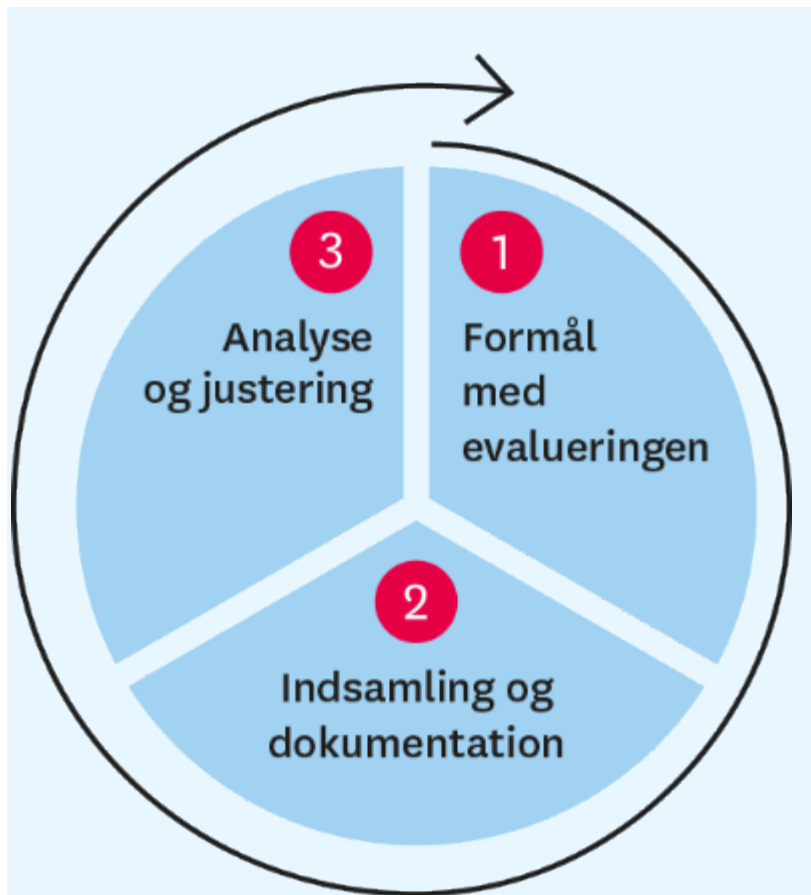 1
Formål
med
evalueringen
2
Indsamling og
dokumentation
3
Analyse
og justering